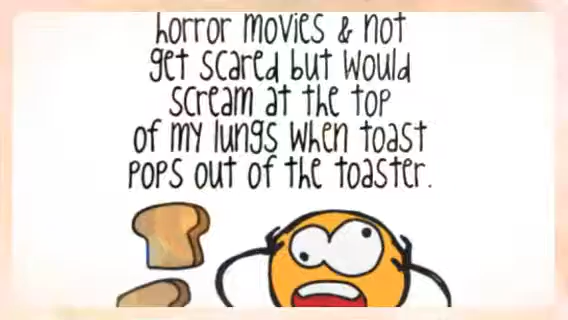 horror movies & not
get scared but would
scream at the top
of my lungs when toast
pops out of the toaster.